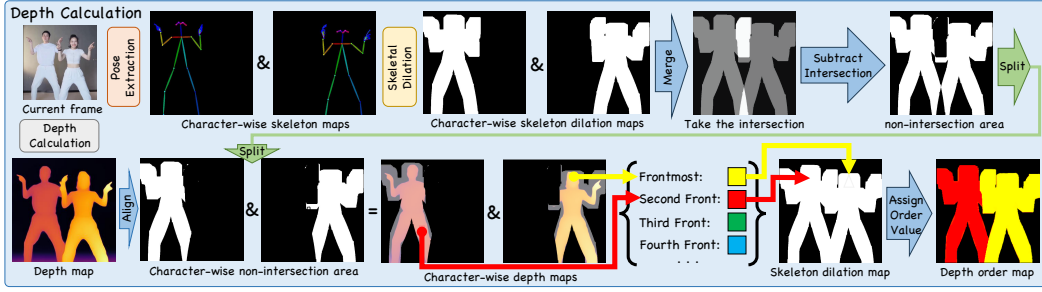 Depth Calculation
Current frame
Pose
Extraction
&
Character-wise skeleton maps
Skeletal
Dilation
&
Character-wise skeleton dilation maps
Merge
Take the intersection
Subtract
Intersection
non-intersection area
Split
Depth
Calculation
Split
Depth map
Align
&
Character-wise non-intersection area
=
&
Character-wise depth maps
Frontmost:
Second Front:
Third Front:
Fourth Front:
. . .
Skeleton dilation map
Assign
Order
Value
Depth order map